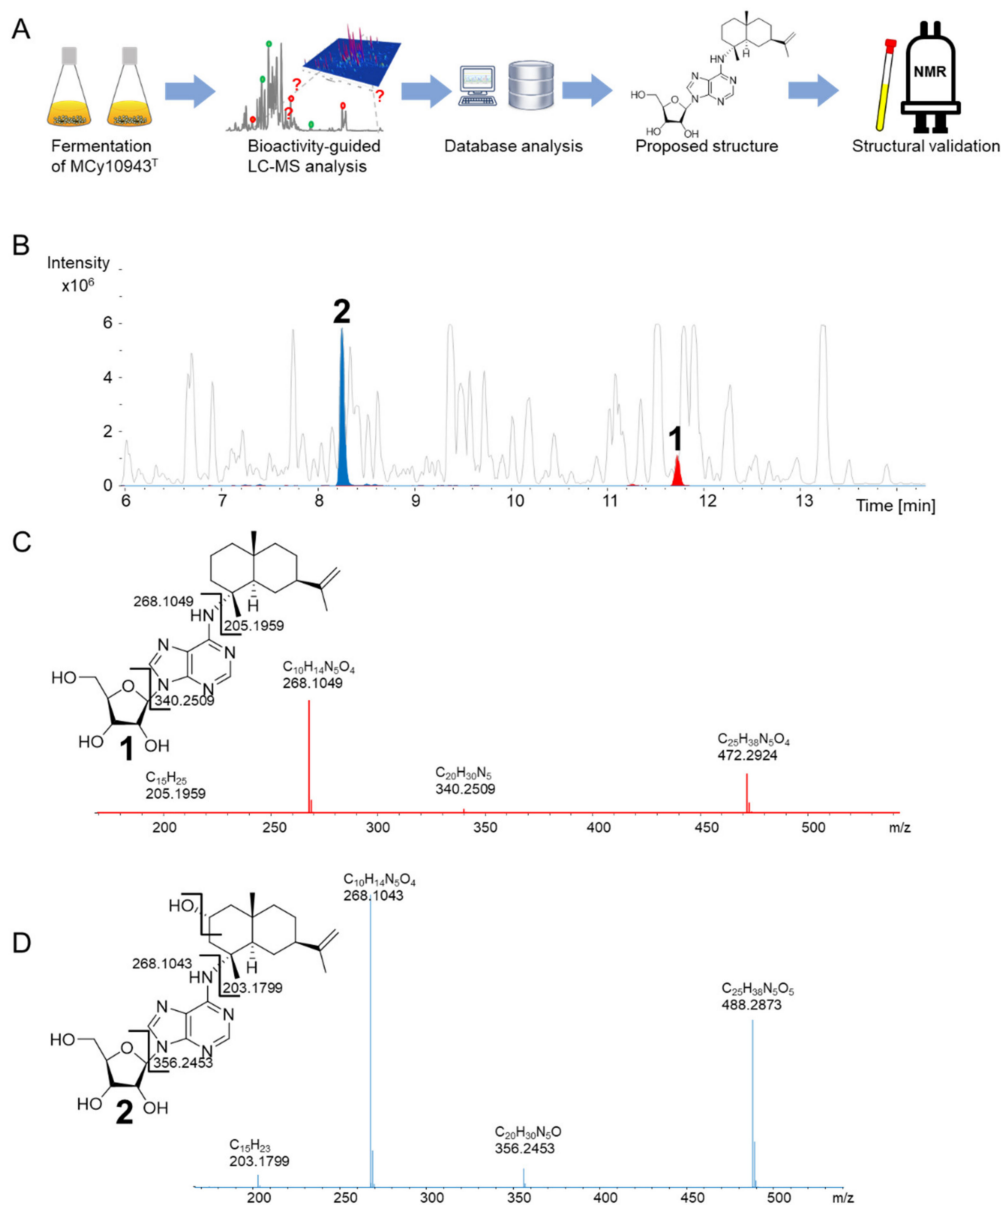 A
?
?
?
HN
N
N
N
N
HO
O
HO
OH
NMR
Fermentation
of MCy10943ᵀ
Bioactivity-guided
LC-MS analysis
Database analysis
Proposed structure
Structural validation
B
Intensity
x10⁶
6
4
2
0
2
1
6
7
8
9
10
11
12
13
Time [min]
C
H
268.1049
HN
205.1959
N
N
N
N
HO
O
340.2509
HO
OH
1
C₁₀H₁₄N₅O₄
268.1049
C₁₅H₂₅
205.1959
C₂₀H₃₀N₅
340.2509
C₂₅H₃₈N₅O₄
472.2924
200
250
300
350
400
450
500
m/z
D
HO
H
268.1043
HN
203.1799
N
N
N
N
HO
O
356.2453
HO
OH
2
C₁₀H₁₄N₅O₄
268.1043
C₁₅H₂₃
203.1799
C₂₀H₃₀N₅O
356.2453
C₂₅H₃₈N₅O₅
488.2873
200
250
300
350
400
450
500
m/z